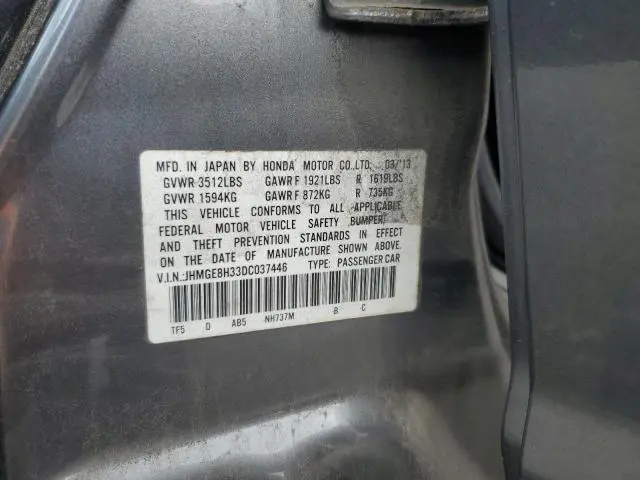 MFD. IN JAPAN BY HONDA MOTOR CO.,LTD. 03/13
GVWR 3512LBS GAWR F 1921LBS R 1619LBS
GVWR 1594KG GAWR F 872KG R 735KG
THIS VEHICLE CONFORMS TO ALL APPLICABLE
FEDERAL MOTOR VEHICLE SAFETY BUMPER,
AND THEFT PREVENTION STANDARDS IN EFFECT
ON THE DATE OF MANUFACTURE SHOWN ABOVE.
V.I.N.:JHMGE8H33DC037446 TYPE: PASSENGER CAR
TF5 D AB5 NH737M B C